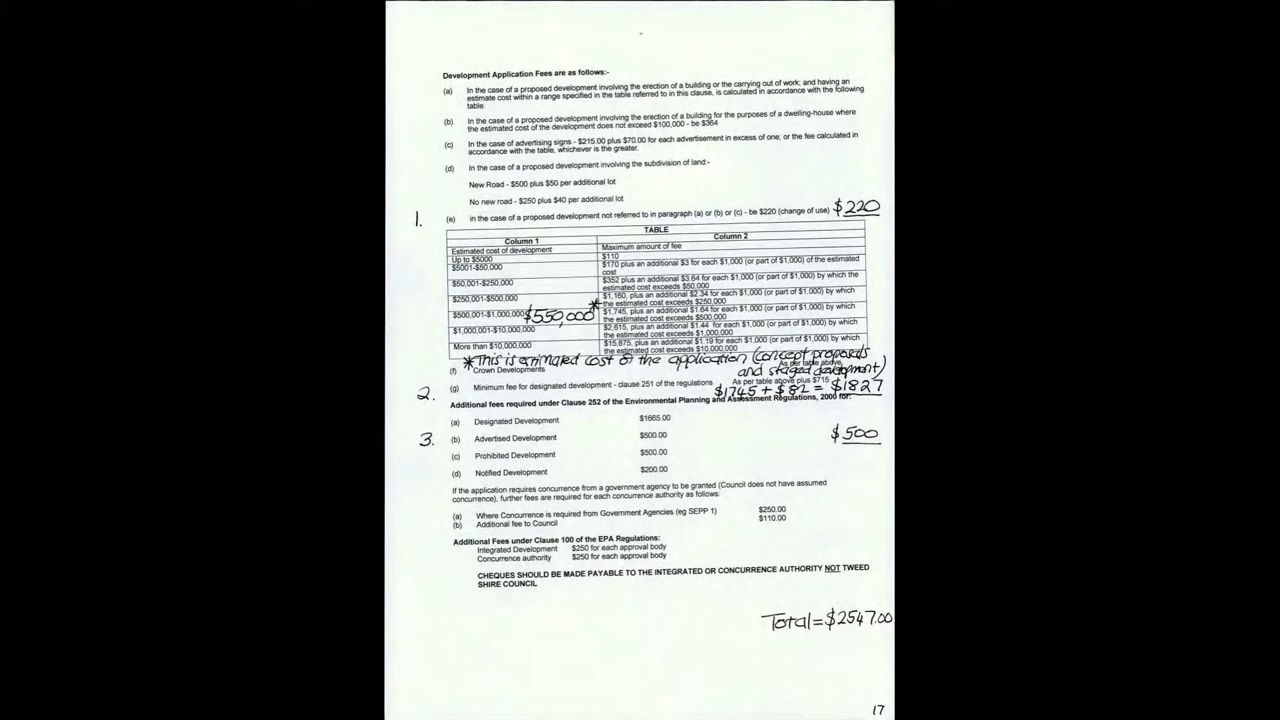 Development Application Fees are as follows:-
(a) In the case of a proposed development involving the erection of a building or the carrying out of work; and having an
estimate cost within a range specified in the table referred to in this clause, is calculated in accordance with the following
table.
(b) In the case of a proposed development involving the erection of a building for the purposes of a dwelling-house where
the estimated cost of the development does not exceed $100,000 - be $364
(c) In the case of advertising signs - $215.00 plus $70.00 for each advertisement in excess of one; or the fee calculated in
accordance with the table, whichever is the greater.
(d) In the case of a proposed development involving the subdivision of land:-
New Road - $500 plus $50 per additional lot
No new road - $250 plus $40 per additional lot
1. (e) in the case of a proposed development not referred to in paragraph (a) or (b) or (c) - be $220 (change of use) $220
TABLE
Column 1 Column 2
Estimated cost of development Maximum amount of fee
Up to $5000 $110
$5001-$50,000 $170 plus an additional $3 for each $1,000 (or part of $1,000) of the estimated
cost
$50,001-$250,000 $352 plus an additional $3.64 for each $1,000 (or part of $1,000) by which the
estimated cost exceeds $50,000
$250,001-$500,000 $1,160, plus an additional $2.34 for each $1,000 (or part of $1,000) by which
the estimated cost exceeds $250,000
$500,001-$1,000,000 $550,000 * $1,745, plus an additional $1.64 for each $1,000 (or part of $1,000) by which
the estimated cost exceeds $500,000
$1,000,001-$10,000,000 $2,615, plus an additional $1.44 for each $1,000 (or part of $1,000) by which
the estimated cost exceeds $1,000,000
More than $10,000,000 $15,875, plus an additional $1.19 for each $1,000 (or part of $1,000) by which
the estimated cost exceeds $10,000,000
*This is estimated cost of the application (concept proposals
and staged development)
(f) Crown Developments As per table above
(g) Minimum fee for designated development - clause 251 of the regulations As per table above plus $715
2. $1745 + $82 = $1827
Additional fees required under Clause 252 of the Environmental Planning and Assessment Regulations, 2000 for:
(a) Designated Development $1665.00
3. (b) Advertised Development $500.00 $500
(c) Prohibited Development $500.00
(d) Notified Development $200.00
If the application requires concurrence from a government agency to be granted (Council does not have assumed
concurrence), further fees are required for each concurrence authority as follows:
(a) Where Concurrence is required from Government Agencies (eg SEPP 1) $250.00
(b) Additional fee to Council $110.00
Additional Fees under Clause 100 of the EPA Regulations:
Integrated Development $250 for each approval body
Concurrence authority $250 for each approval body
CHEQUES SHOULD BE MADE PAYABLE TO THE INTEGRATED OR CONCURRENCE AUTHORITY NOT TWEED
SHIRE COUNCIL
Total=$2547.00
17